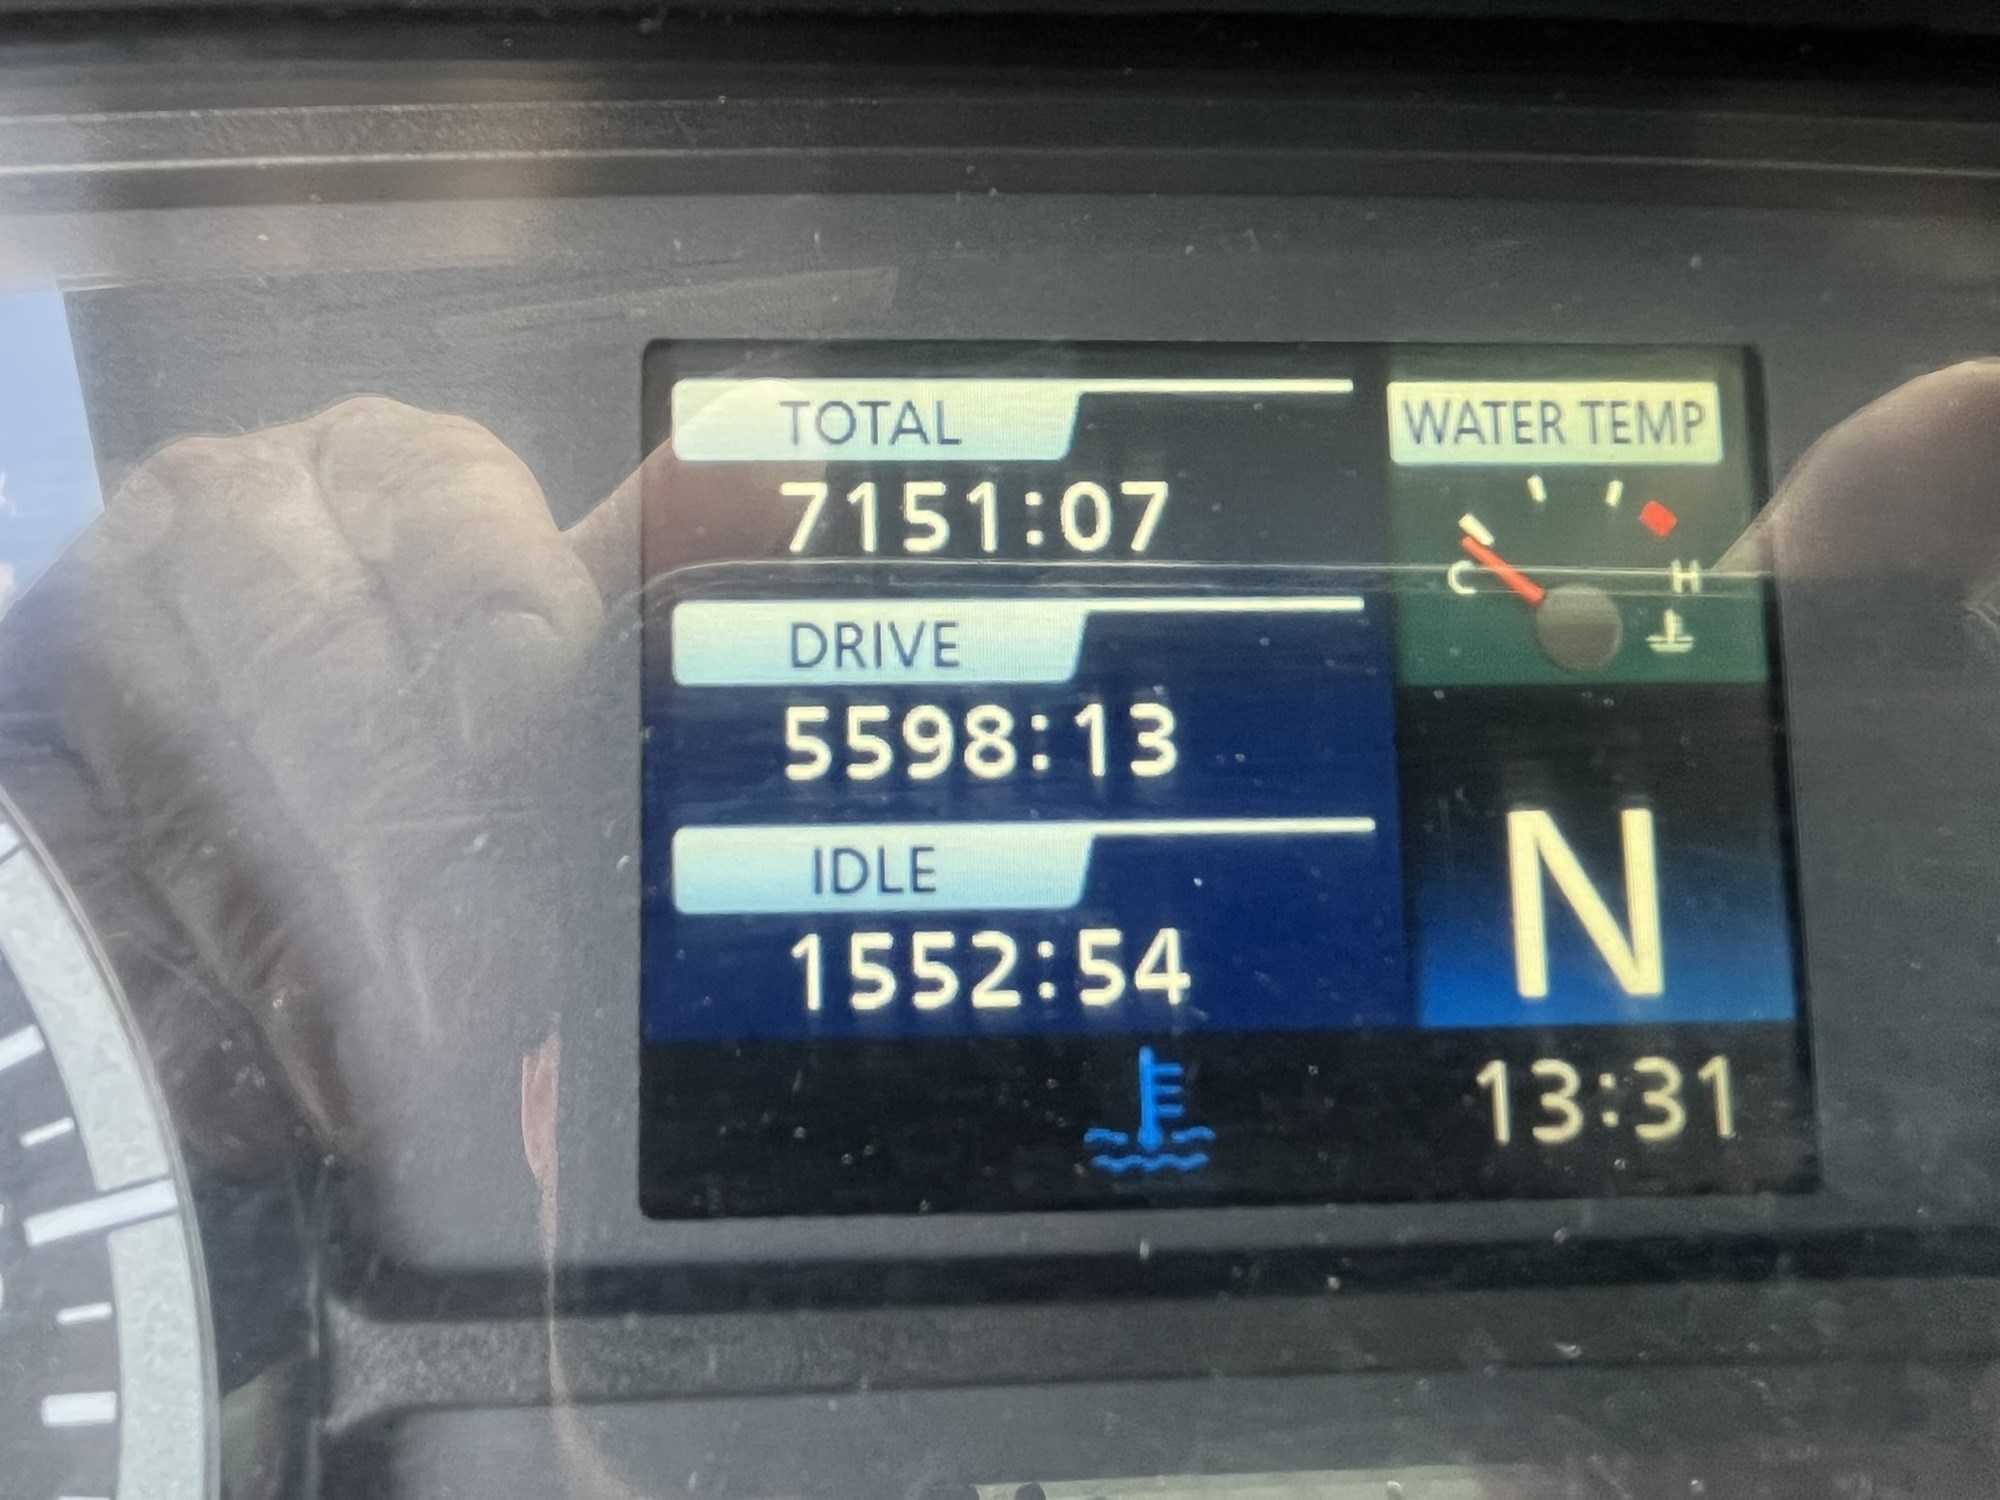 TOTAL
WATER TEMP
7151:07
C
H
DRIVE
5598:13
IDLE
N
1552:54
13:31